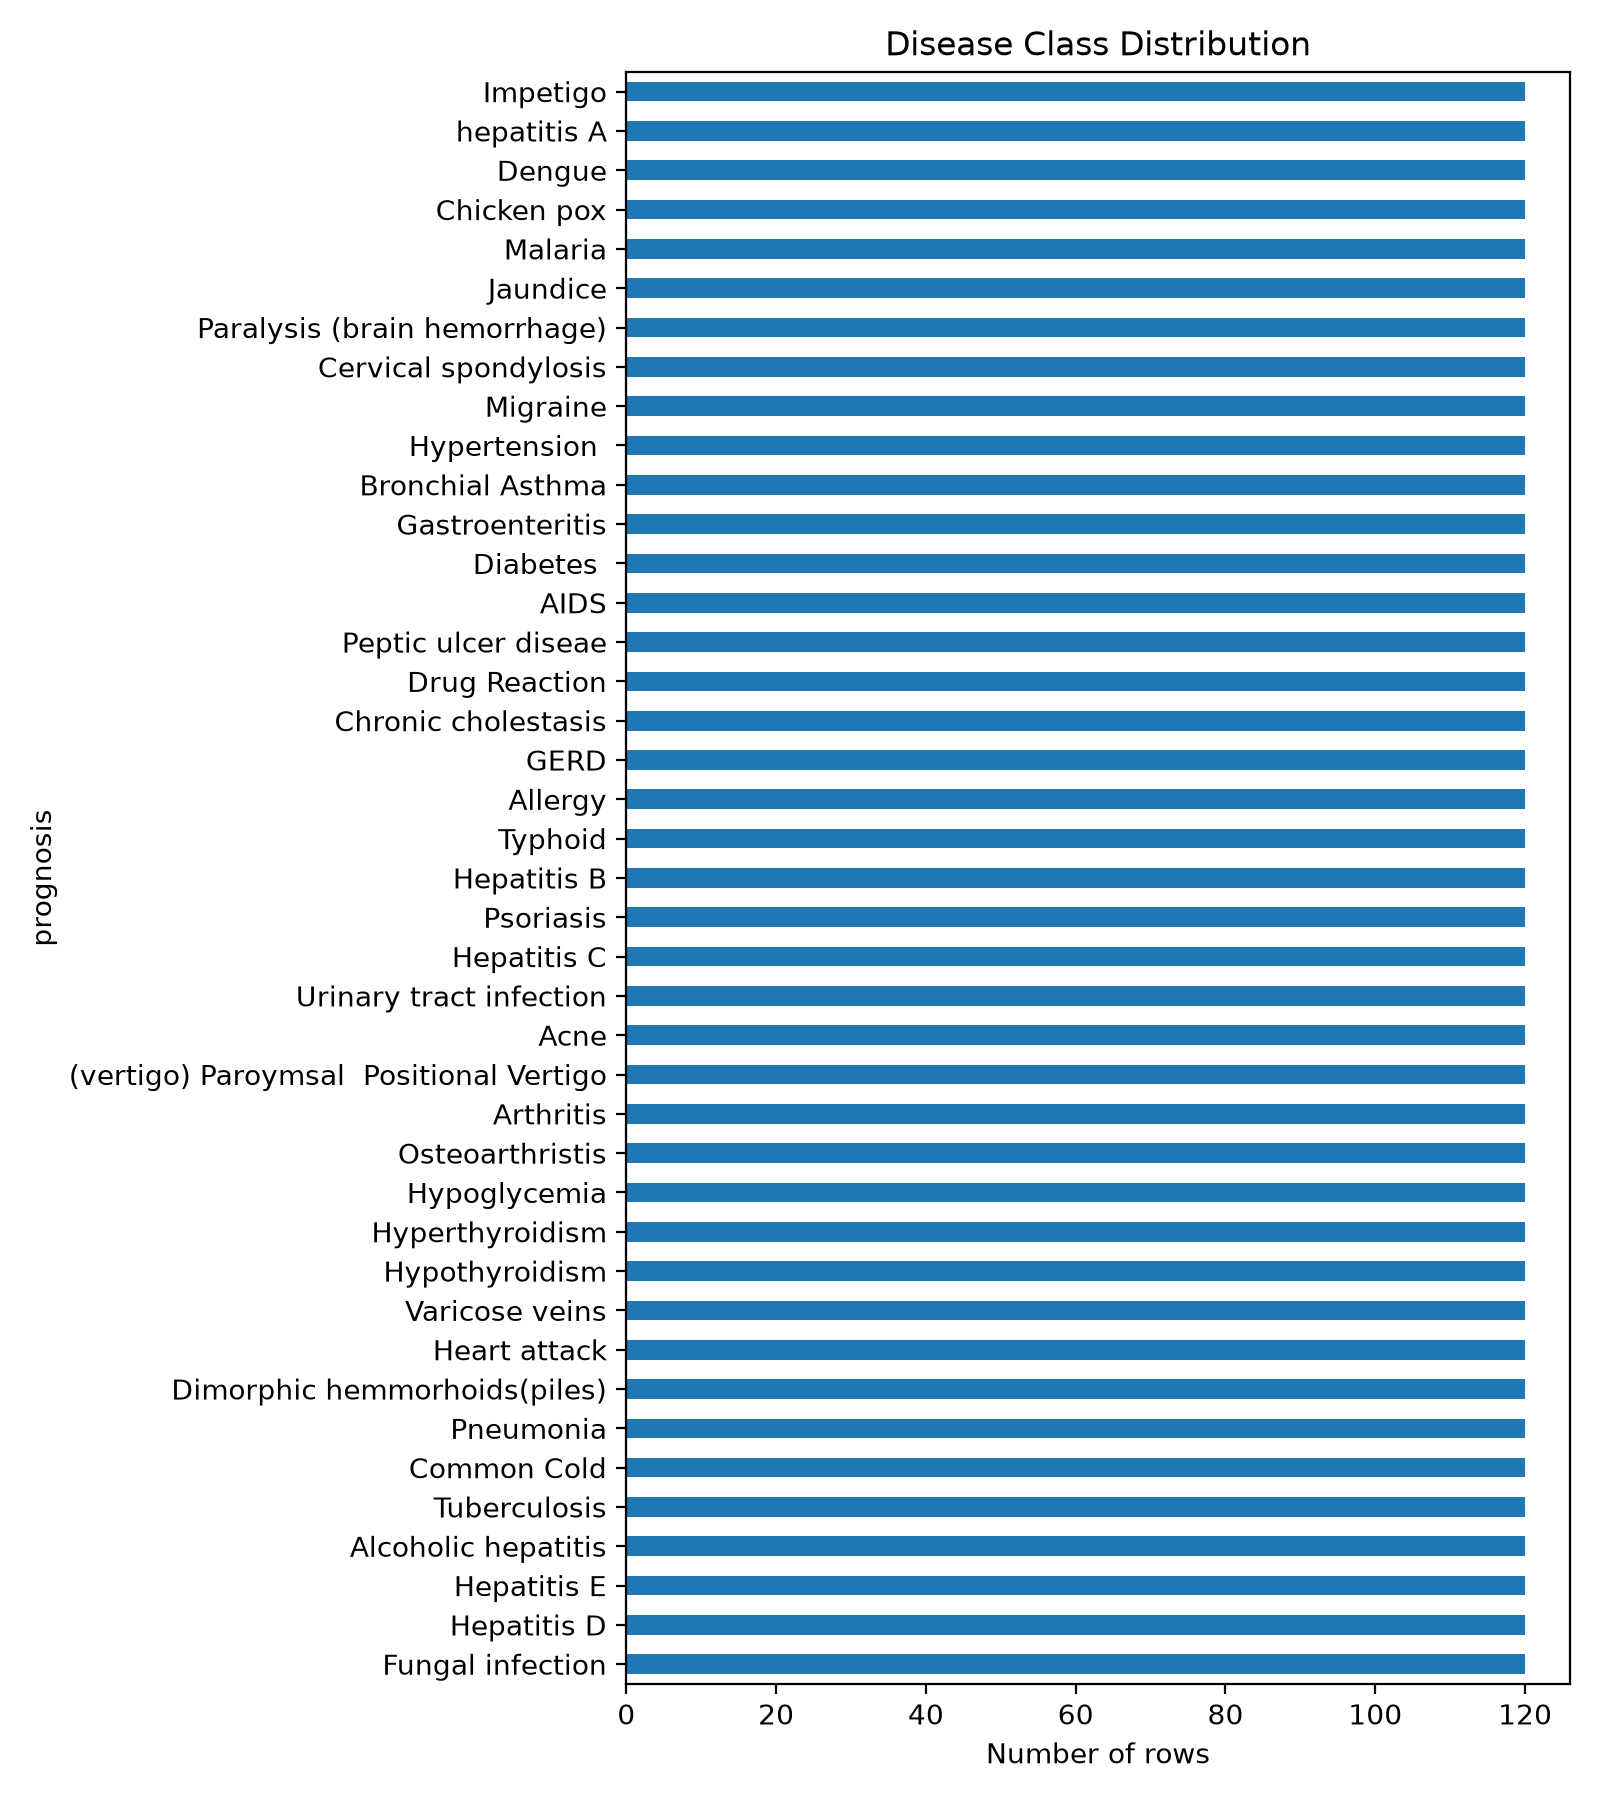 Disease Class Distribution
Impetigo
hepatitis A
Dengue
Chicken pox
Malaria
Jaundice
Paralysis (brain hemorrhage)
Cervical spondylosis
Migraine
Hypertension
Bronchial Asthma
Gastroenteritis
Diabetes
AIDS
Peptic ulcer diseae
Drug Reaction
Chronic cholestasis
GERD
Allergy
Typhoid
Hepatitis B
Psoriasis
Hepatitis C
Urinary tract infection
Acne
(vertigo) Paroymsal  Positional Vertigo
Arthritis
Osteoarthristis
Hypoglycemia
Hyperthyroidism
Hypothyroidism
Varicose veins
Heart attack
Dimorphic hemmorhoids(piles)
Pneumonia
Common Cold
Tuberculosis
Alcoholic hepatitis
Hepatitis E
Hepatitis D
Fungal infection
prognosis
0 20 40 60 80 100 120
Number of rows